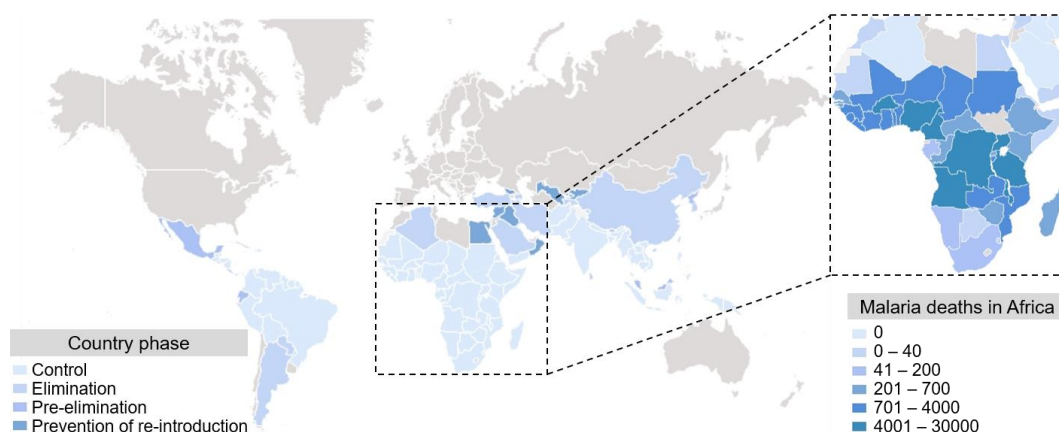 Country phase
Control
Elimination
Pre-elimination
Prevention of re-introduction
Malaria deaths in Africa
0
0 – 40
41 – 200
201 – 700
701 – 4000
4001 – 30000